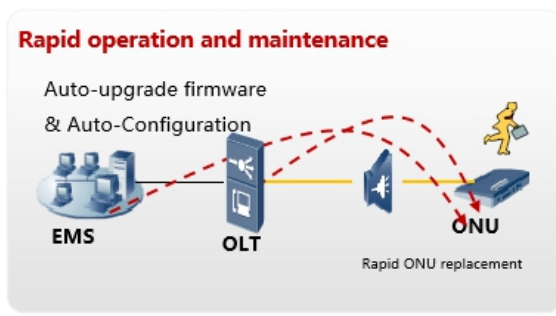 Rapid operation and maintenance
Auto-upgrade firmware
& Auto-Configuration
EMS
OLT
ONU
Rapid ONU replacement